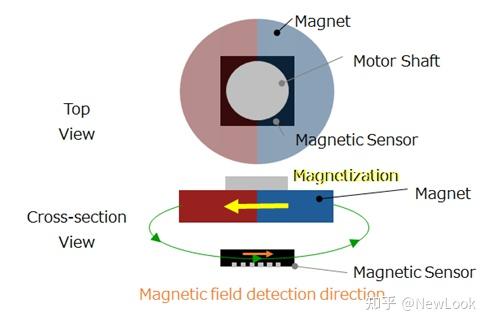 Magnet
Motor Shaft
Top
View
Magnetic Sensor
Magnetization
Magnet
Cross-section
View
Magnetic Sensor
Magnetic field detection direction
知乎 @NewLook